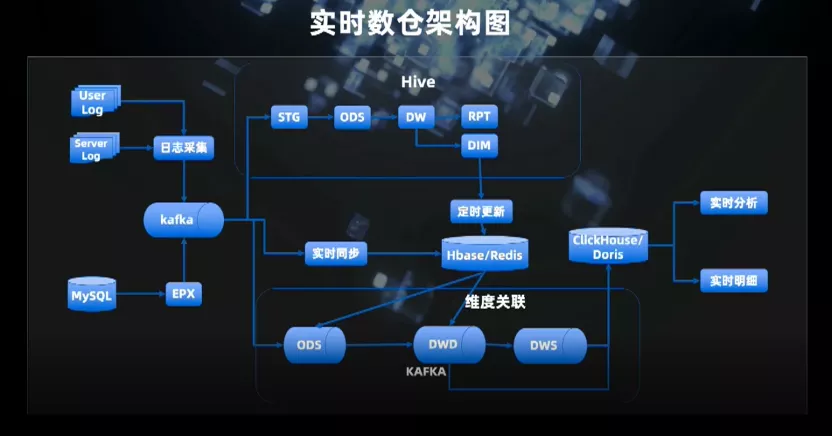 实时数仓架构图
Hive
User
Log
STG
ODS
DW
RPT
Server
Log
日志采集
DIM
kafka
定时更新
实时分析
实时同步
Hbase/Redis
ClickHouse/
Doris
MySQL
EPX
实时明细
维度关联
ODS
DWD
DWS
KAFKA